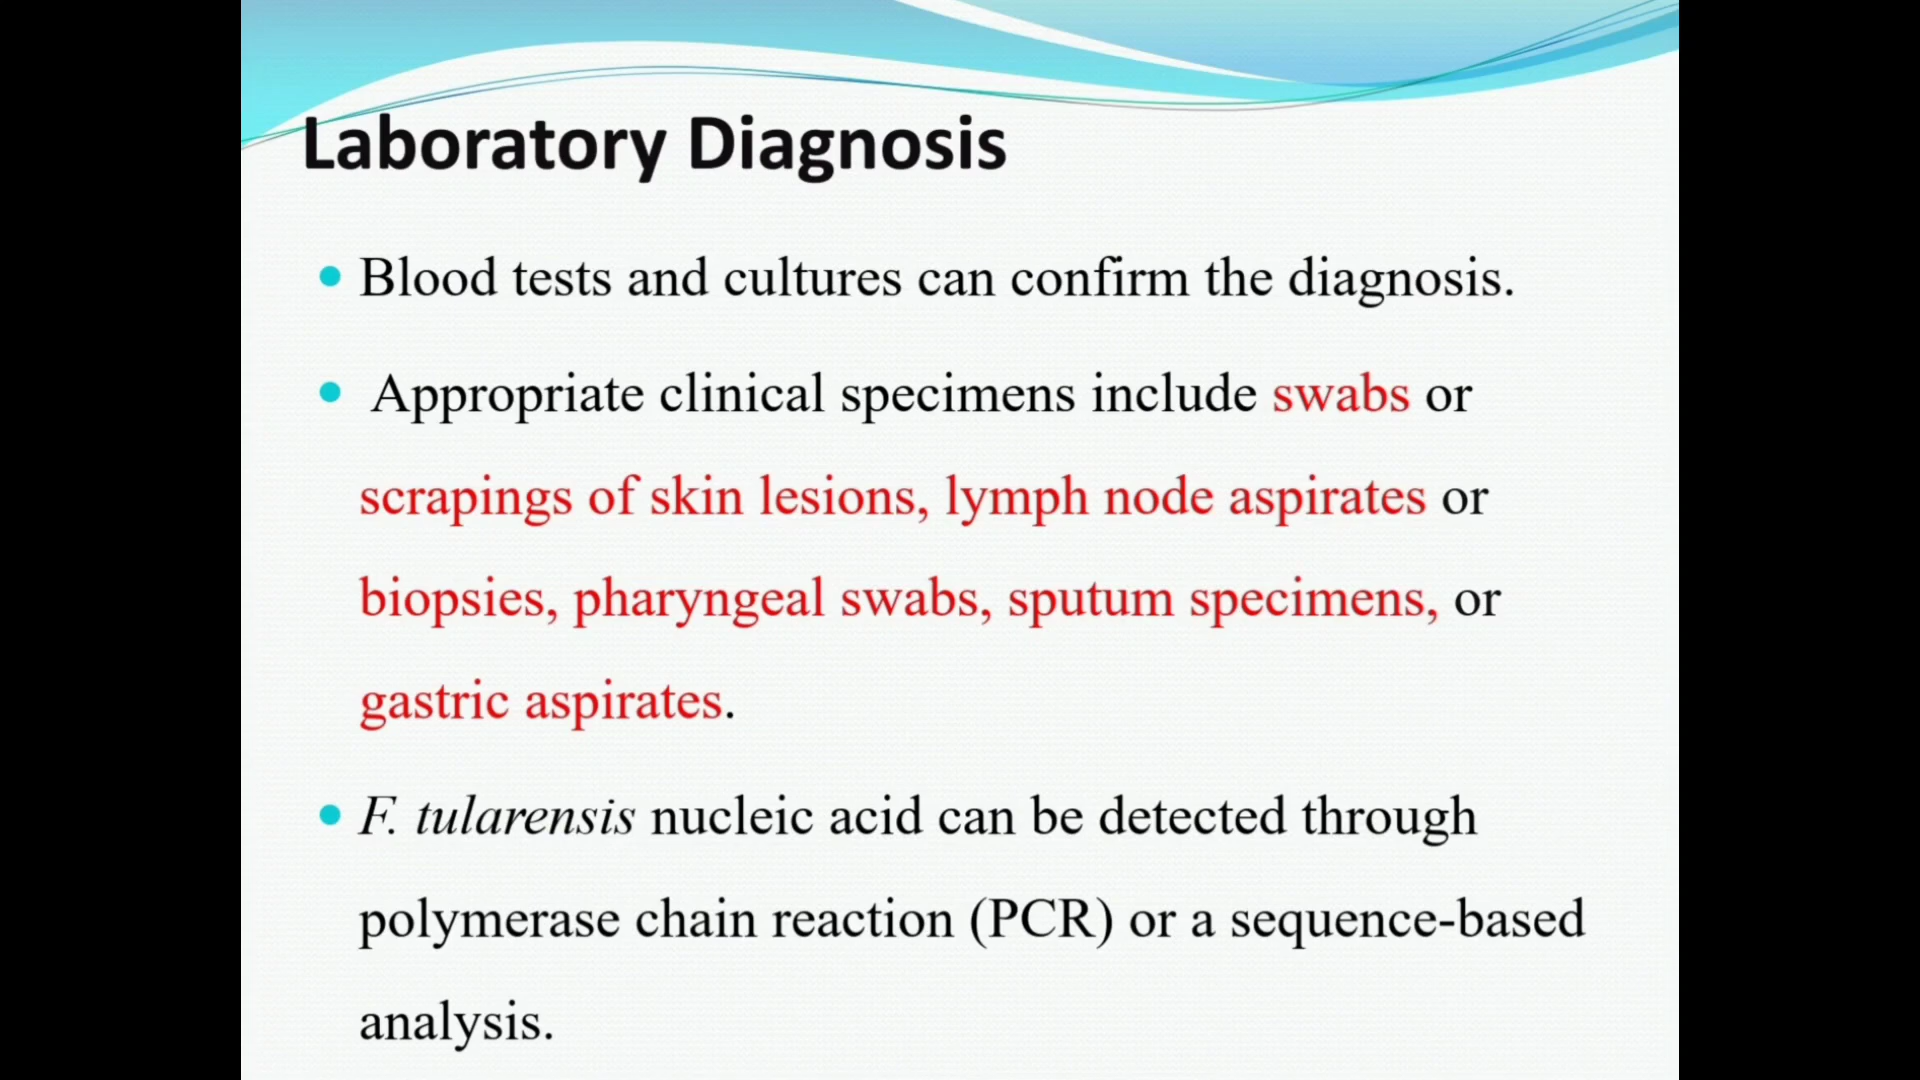 Laboratory Diagnosis
Blood tests and cultures can confirm the diagnosis.
Appropriate clinical specimens include swabs or
scrapings of skin lesions, lymph node aspirates or
biopsies, pharyngeal swabs, sputum specimens, or
gastric aspirates.
F. tularensis nucleic acid can be detected through
polymerase chain reaction (PCR) or a sequence-based
analysis.